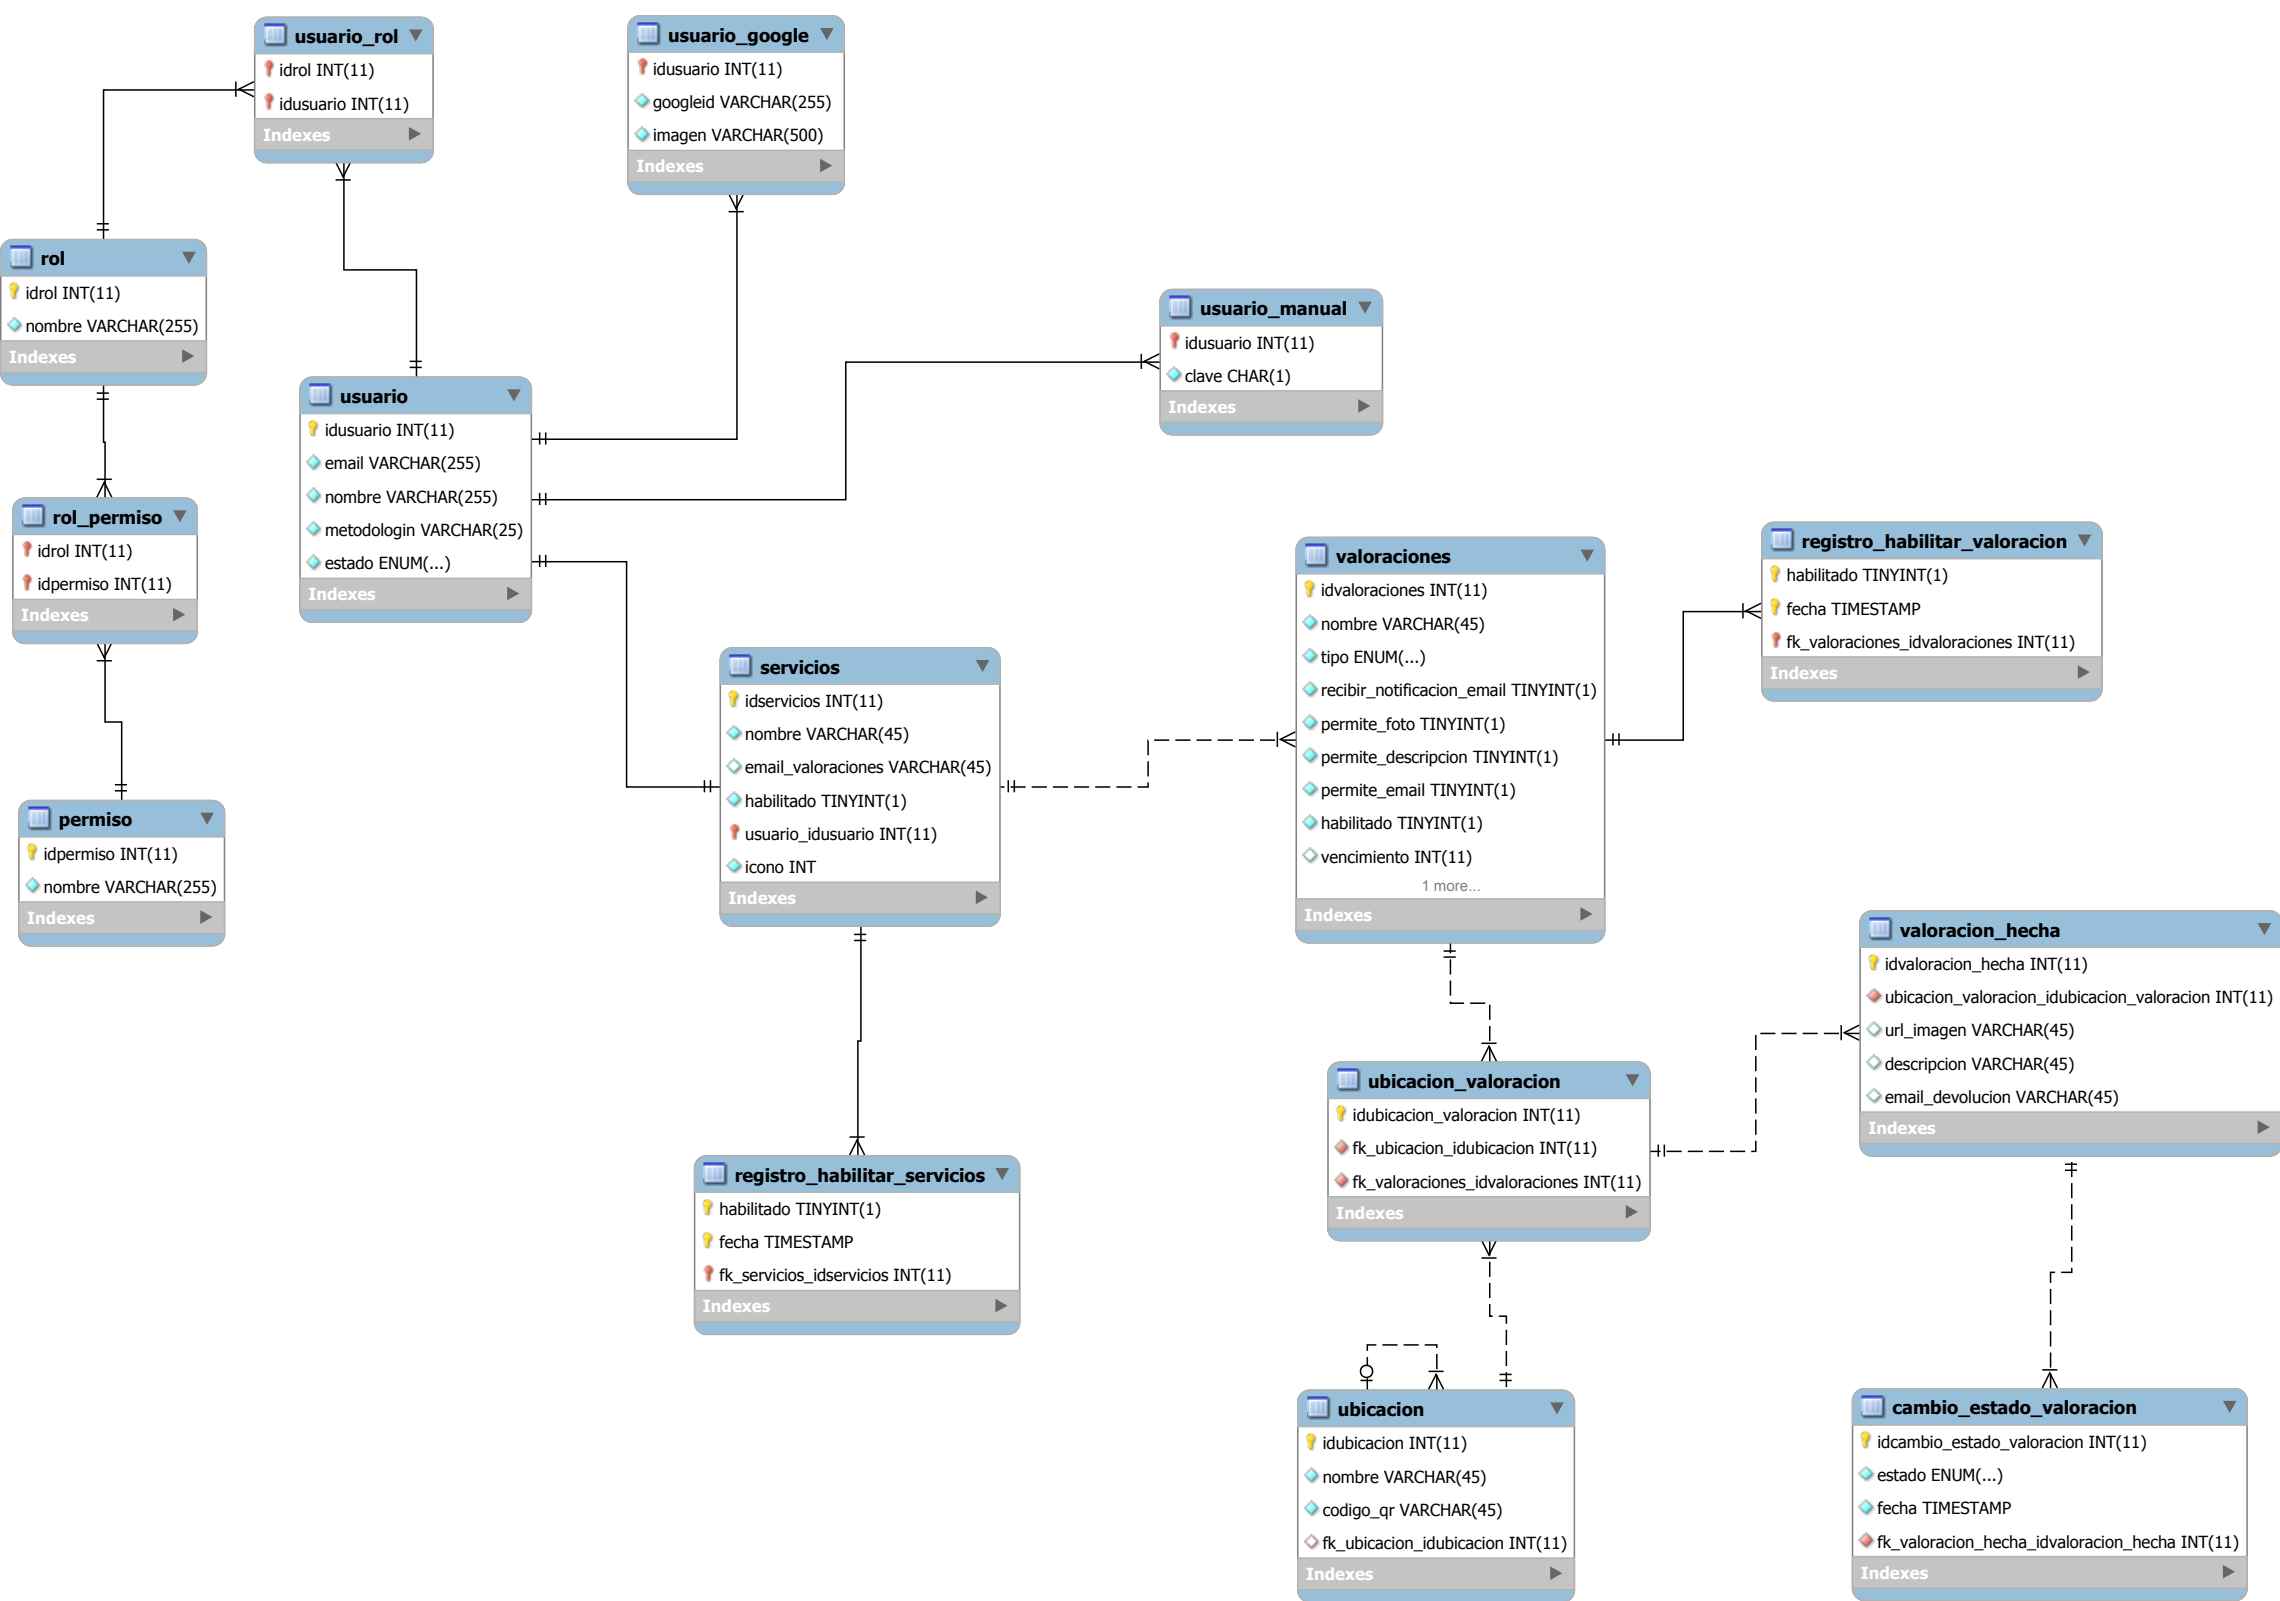 usuario_rol
idrol INT(11)
idusuario INT(11)
Indexes
usuario_google
idusuario INT(11)
googleid VARCHAR(255)
imagen VARCHAR(500)
Indexes
rol
idrol INT(11)
nombre VARCHAR(255)
Indexes
usuario_manual
idusuario INT(11)
clave CHAR(1)
Indexes
usuario
idusuario INT(11)
email VARCHAR(255)
nombre VARCHAR(255)
metodologin VARCHAR(25)
estado ENUM(...)
Indexes
rol_permiso
idrol INT(11)
idpermiso INT(11)
Indexes
permiso
idpermiso INT(11)
nombre VARCHAR(255)
Indexes
servicios
idservicios INT(11)
nombre VARCHAR(45)
email_valoraciones VARCHAR(45)
habilitado TINYINT(1)
usuario_idusuario INT(11)
icono INT
Indexes
valoraciones
idvaloraciones INT(11)
nombre VARCHAR(45)
tipo ENUM(...)
recibir_notificacion_email TINYINT(1)
permite_foto TINYINT(1)
permite_descripcion TINYINT(1)
permite_email TINYINT(1)
habilitado TINYINT(1)
vencimiento INT(11)
1 more...
Indexes
registro_habilitar_valoracion
habilitado TINYINT(1)
fecha TIMESTAMP
fk_valoraciones_idvaloraciones INT(11)
Indexes
valoracion_hecha
idvaloracion_hecha INT(11)
ubicacion_valoracion_idubicacion_valoracion INT(11)
url_imagen VARCHAR(45)
descripcion VARCHAR(45)
email_devolucion VARCHAR(45)
Indexes
ubicacion_valoracion
idubicacion_valoracion INT(11)
fk_ubicacion_idubicacion INT(11)
fk_valoraciones_idvaloraciones INT(11)
Indexes
registro_habilitar_servicios
habilitado TINYINT(1)
fecha TIMESTAMP
fk_servicios_idservicios INT(11)
Indexes
ubicacion
idubicacion INT(11)
nombre VARCHAR(45)
codigo_qr VARCHAR(45)
fk_ubicacion_idubicacion INT(11)
Indexes
cambio_estado_valoracion
idcambio_estado_valoracion INT(11)
estado ENUM(...)
fecha TIMESTAMP
fk_valoracion_hecha_idvaloracion_hecha INT(11)
Indexes